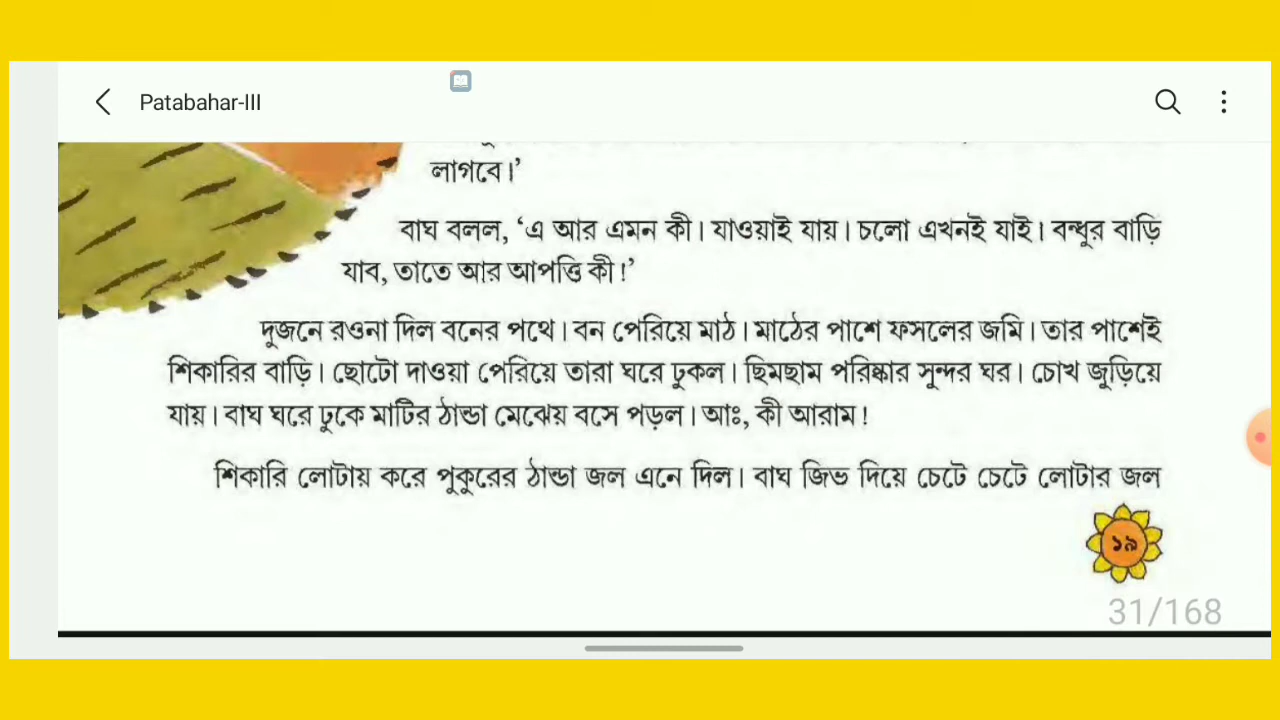 Patabahar-III
লাগবে।’
বাঘ বলল, ‘এ আর এমন কী। যাওয়াই যায়। চলো এখনই যাই। বন্ধুর বাড়ি
যাব, তাতে আর আপত্তি কী!’
দুজনে রওনা দিল বনের পথে। বন পেরিয়ে মাঠ। মাঠের পাশে ফসলের জমি। তার পাশেই
শিকারির বাড়ি। ছোটো দাওয়া পেরিয়ে তারা ঘরে ঢুকল। ছিমছাম পরিষ্কার সুন্দর ঘর। চোখ জুড়িয়ে
যায়। বাঘ ঘরে ঢুকে মাটির ঠান্ডা মেঝেয় বসে পড়ল। আঃ, কী আরাম!
শিকারি লোটায় করে পুকুরের ঠান্ডা জল এনে দিল। বাঘ জিভ দিয়ে চেটে চেটে লোটার জল
১৯
31/168